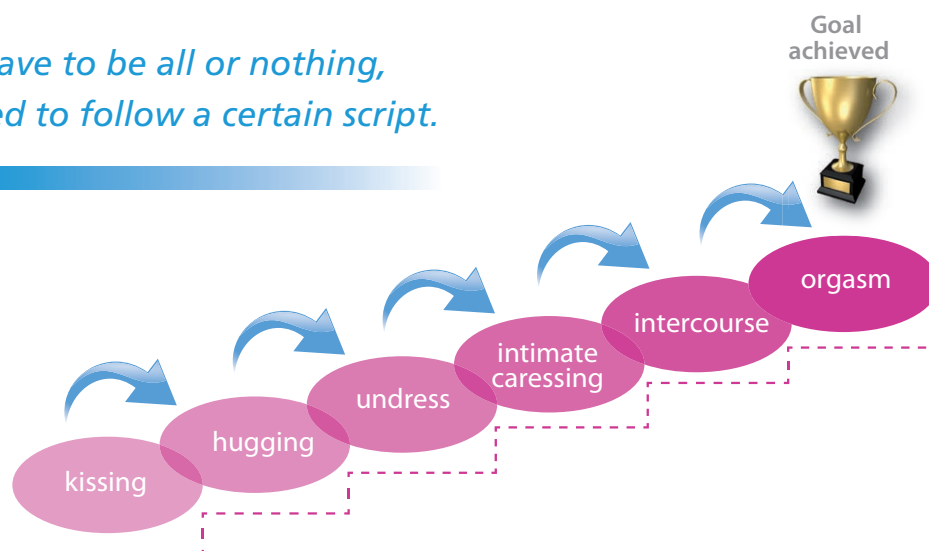 ave to be all or nothing,
ed to follow a certain script.
Goal
achieved
orgasm
intercourse
intimate
caressing
undress
hugging
kissing